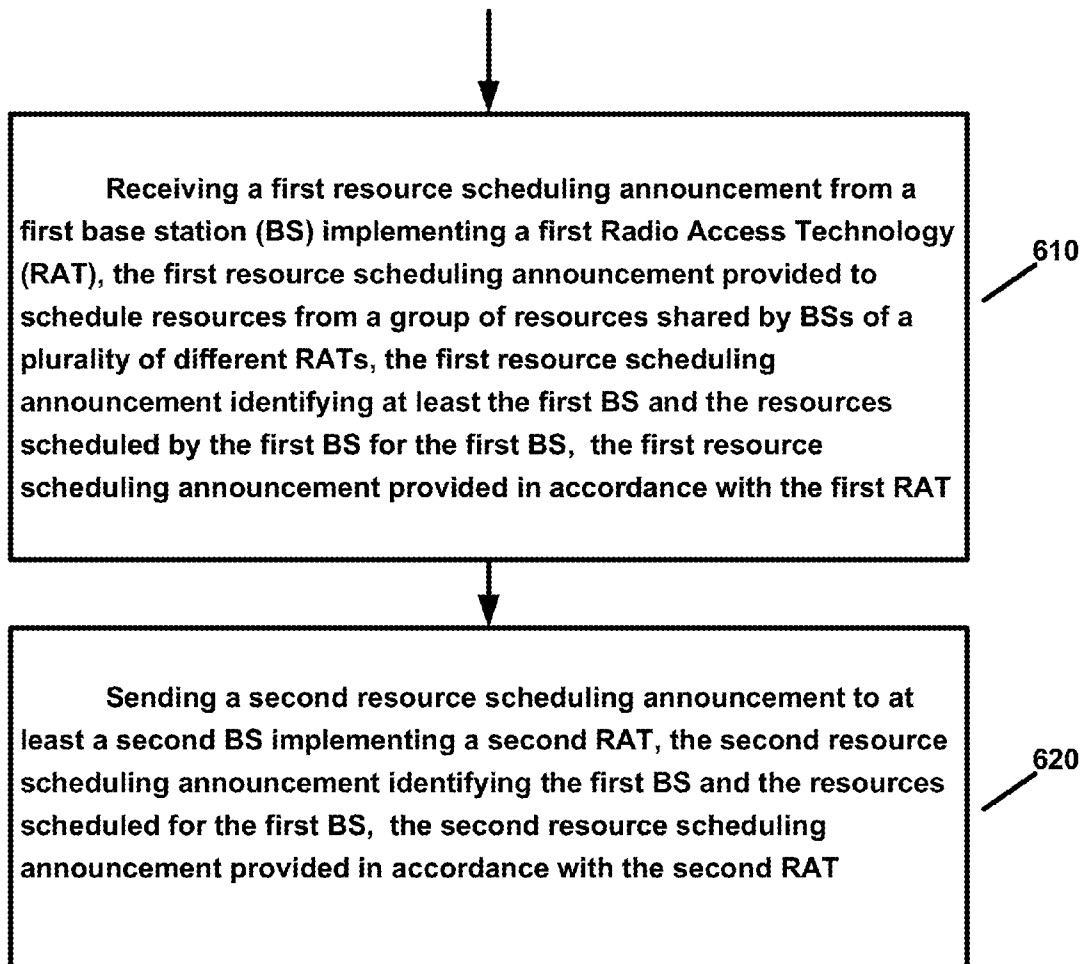 Receiving a first resource scheduling announcement from a
first base station (BS) implementing a first Radio Access Technology
(RAT), the first resource scheduling announcement provided to
schedule resources from a group of resources shared by BSs of a
plurality of different RATs, the first resource scheduling
announcement identifying at least the first BS and the resources
scheduled by the first BS for the first BS, the first resource
scheduling announcement provided in accordance with the first RAT
610
Sending a second resource scheduling announcement to at
least a second BS implementing a second RAT, the second resource
scheduling announcement identifying the first BS and the resources
scheduled for the first BS, the second resource scheduling
announcement provided in accordance with the second RAT
620